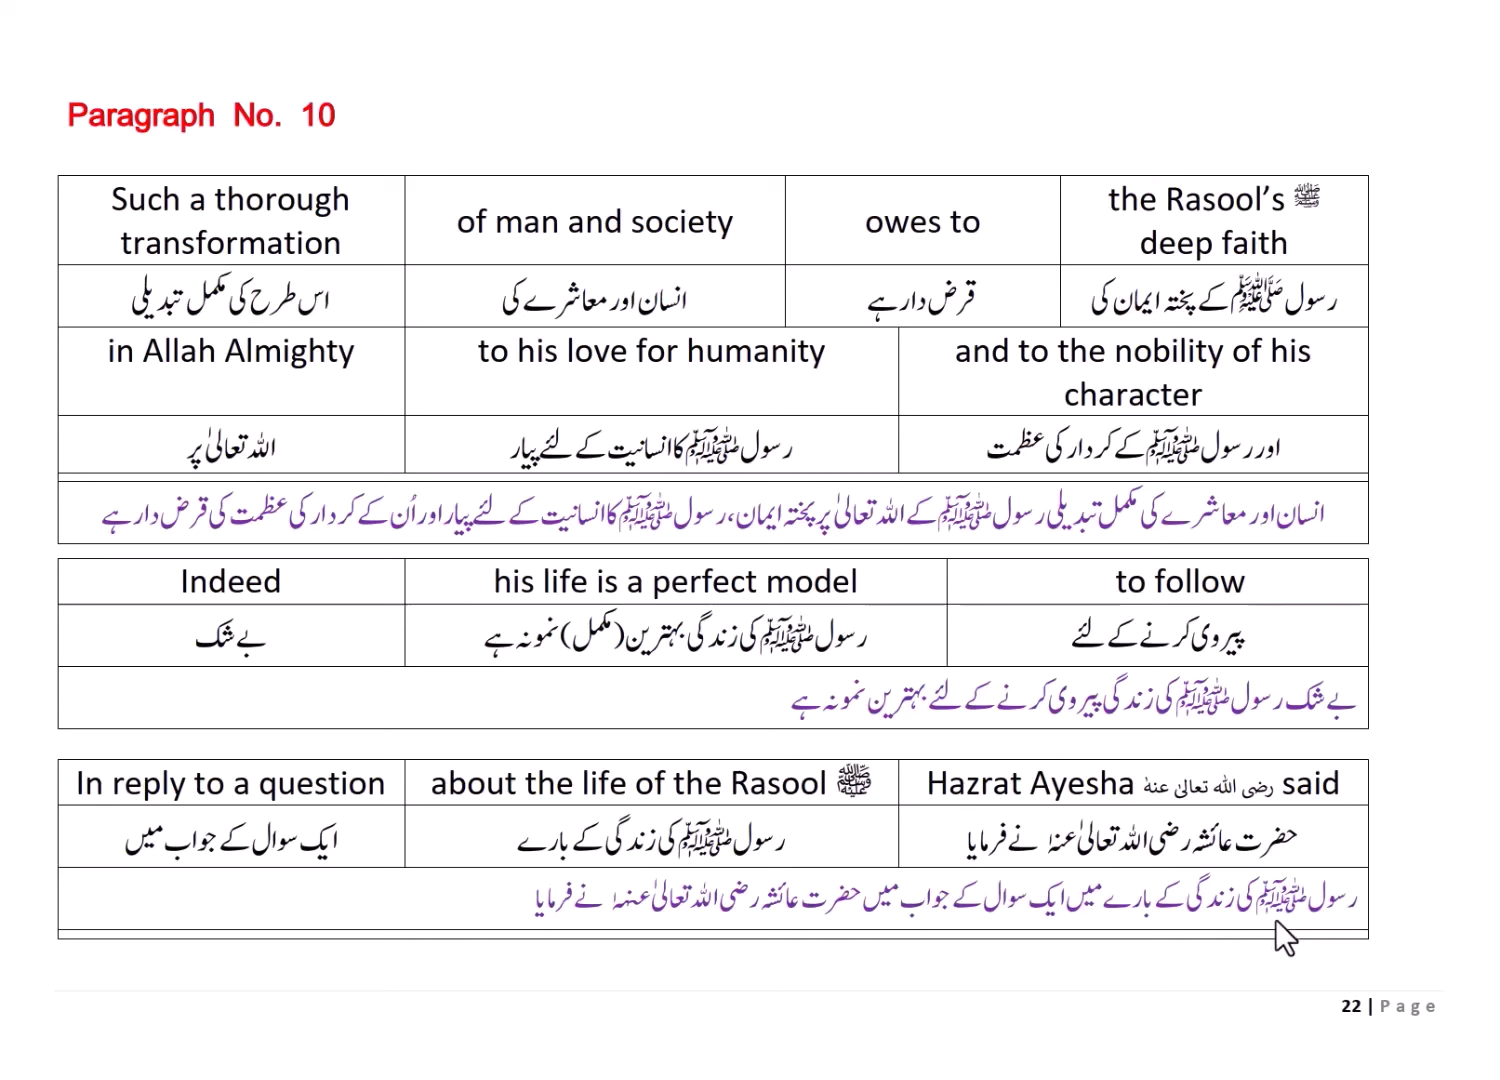 Paragraph No. 10
Such a thorough transformation
of man and society
owes to
the Rasool’s ﷺ deep faith
اس طرح کی مکمل تبدیلی
انسان اور معاشرے کی
قرض دار ہے
رسول ﷺ کے پختہ ایمان کی
in Allah Almighty
to his love for humanity
and to the nobility of his character
اللہ تعالیٰ پر
رسول ﷺ کا انسانیت کے لئے پیار
اور رسول ﷺ کے کردار کی عظمت
انسان اور معاشرے کی مکمل تبدیلی رسول ﷺ کے اللہ تعالیٰ پر پختہ ایمان، رسول ﷺ کا انسانیت کے لئے پیار اور اُن کے کردار کی عظمت کی قرض دار ہے
Indeed
his life is a perfect model
to follow
بے شک
رسول ﷺ کی زندگی بہترین (مکمل) نمونہ ہے
پیروی کرنے کے لئے
بے شک رسول ﷺ کی زندگی پیروی کرنے کے لئے بہترین نمونہ ہے
In reply to a question
about the life of the Rasool ﷺ
Hazrat Ayesha رضی اللہ تعالیٰ عنہٰ said
ایک سوال کے جواب میں
رسول ﷺ کی زندگی کے بارے
حضرت عائشہ رضی اللہ تعالیٰ عنہٰ نے فرمایا
رسول ﷺ کی زندگی کے بارے میں ایک سوال کے جواب میں حضرت عائشہ رضی اللہ تعالیٰ عنہٰ نے فرمایا
22 | Page